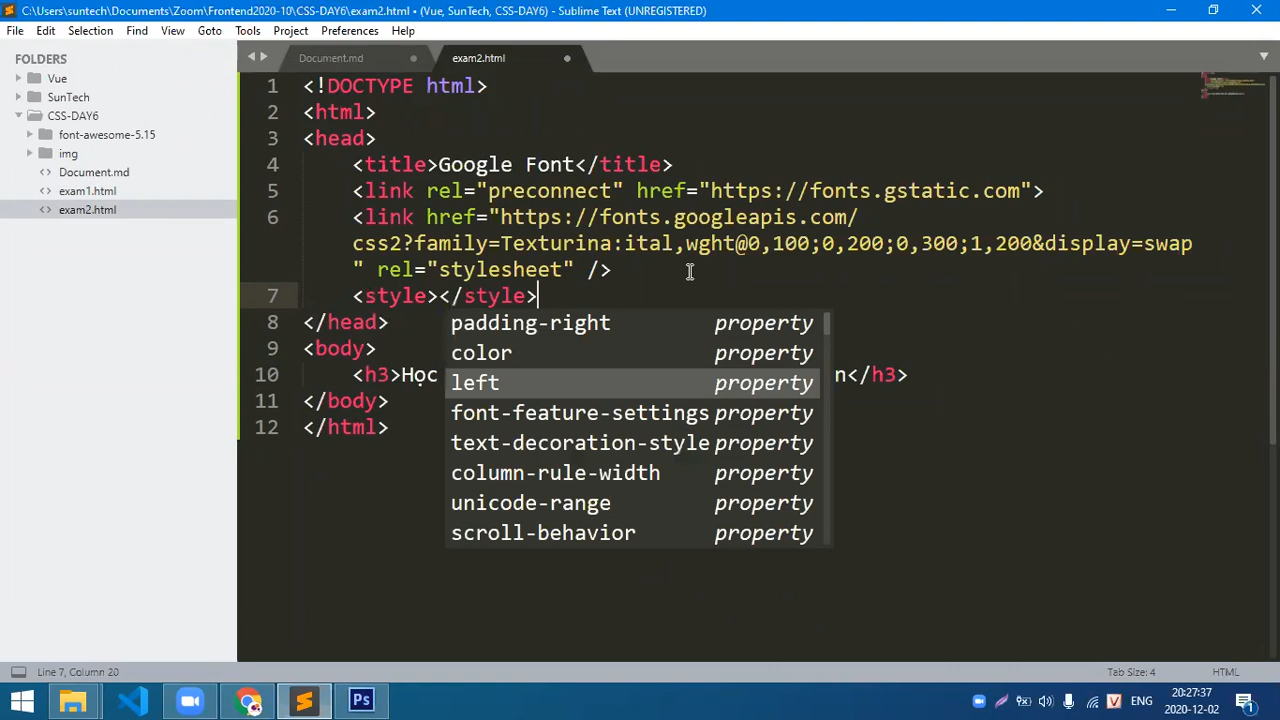 C:\Users\suntech\Documents\Zoom\Frontend2020-10\CSS-DAY6\exam2.html • (Vue, SunTech, CSS-DAY6) - Sublime Text (UNREGISTERED)
File Edit Selection Find View Goto Tools Project Preferences Help
FOLDERS
Vue
SunTech
CSS-DAY6
font-awesome-5.15
img
Document.md
exam1.html
exam2.html
Document.md
exam2.html
1 <!DOCTYPE html>
2 <html>
3 <head>
4 <title>Google Font</title>
5 <link rel="preconnect" href="https://fonts.gstatic.com">
6 <link href="https://fonts.googleapis.com/
css2?family=Texturina:ital,wght@0,100;0,200;0,300;1,200&display=swap
" rel="stylesheet" />
7 <style></style>
8 </head>
9 <body>
10 <h3>Học n</h3>
11 </body>
12 </html>
padding-right property
color property
left property
font-feature-settings property
text-decoration-style property
column-rule-width property
unicode-range property
scroll-behavior property
Line 7, Column 20
Tab Size: 4
HTML
Ps
V
ENG
20:27:37
2020-12-02
1